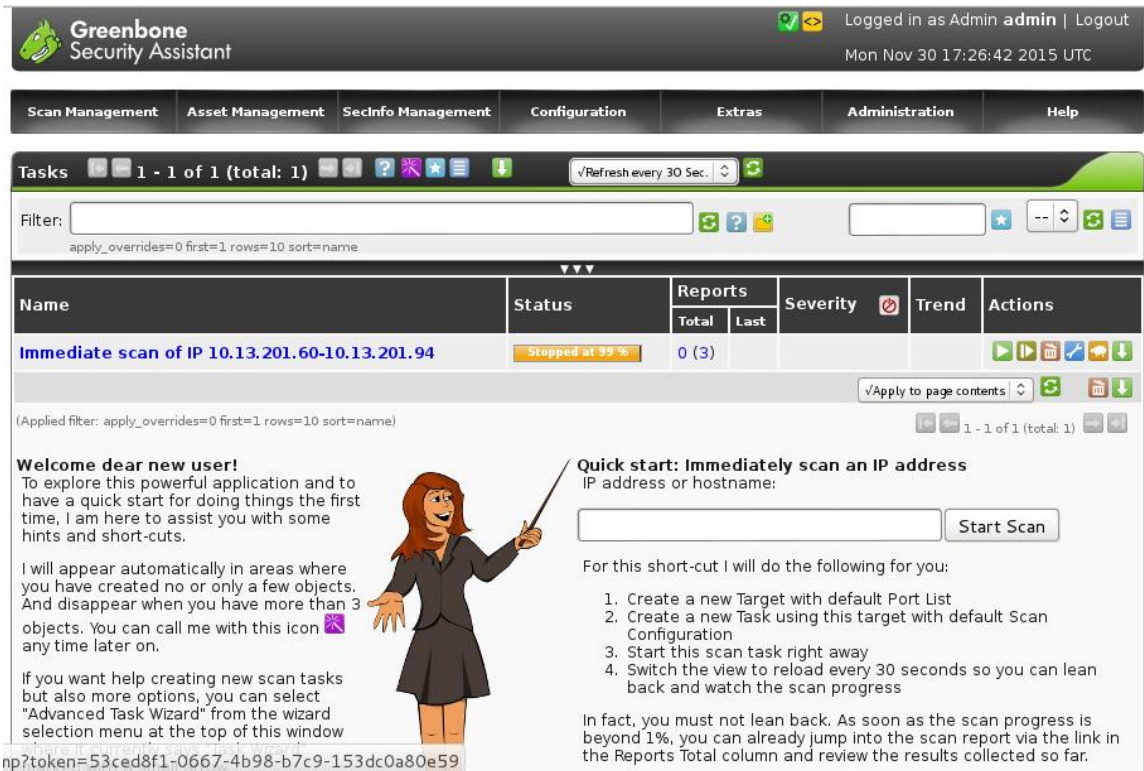 Greenbone
Security Assistant
Logged in as Admin admin | Logout
Mon Nov 30 17:26:42 2015 UTC
Scan Management Asset Management SecInfo Management Configuration Extras Administration Help
Tasks 1 - 1 of 1 (total: 1) √Refresh every 30 Sec.
Filter: --
apply_overrides=0 first=1 rows=10 sort=name
Name Status Reports Severity Trend Actions
Total Last
Immediate scan of IP 10.13.201.60-10.13.201.94 Stopped at 99 % 0 (3)
√Apply to page contents
(Applied filter: apply_overrides=0 first=1 rows=10 sort=name) 1 - 1 of 1 (total: 1)
Welcome dear new user!
To explore this powerful application and to
have a quick start for doing things the first
time, I am here to assist you with some
hints and short-cuts.
I will appear automatically in areas where
you have created no or only a few objects.
And disappear when you have more than 3
objects. You can call me with this icon
any time later on.
If you want help creating new scan tasks
but also more options, you can select
"Advanced Task Wizard" from the wizard
selection menu at the top of this window
where it currently says "Task Wizard"
np?token=53ced8f1-0667-4b98-b7c9-153dc0a80e59
Quick start: Immediately scan an IP address
IP address or hostname:
Start Scan
For this short-cut I will do the following for you:
1. Create a new Target with default Port List
2. Create a new Task using this target with default Scan
Configuration
3. Start this scan task right away
4. Switch the view to reload every 30 seconds so you can lean
back and watch the scan progress
In fact, you must not lean back. As soon as the scan progress is
beyond 1%, you can already jump into the scan report via the link in
the Reports Total column and review the results collected so far.